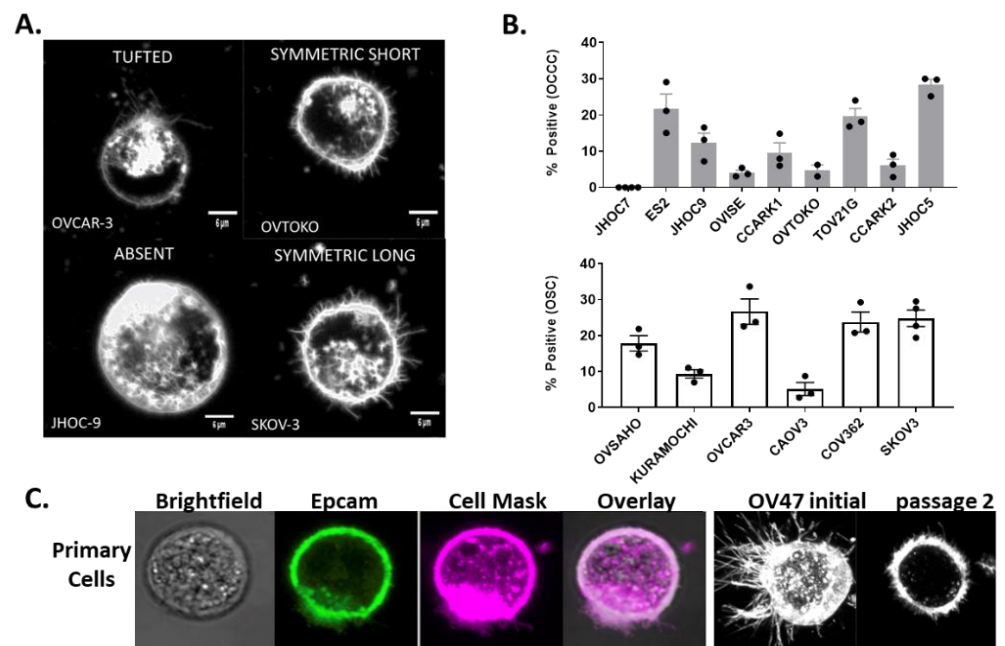 A.
TUFTED
SYMMETRIC SHORT
6 µm
6 µm
OVCAR-3
OVTOKO
ABSENT
SYMMETRIC LONG
6 µm
6 µm
JHOC-9
SKOV-3
B.
% Positive (OCCC)
40
30
20
10
0
JHOC7
ES2
JHOC9
OVISE
CCARK1
OVTOKO
TOV21G
CCARK2
JHOC5
% Positive (OSC)
40
30
20
10
0
OVSAHO
KURAMOCHI
OVCAR3
CAOV3
COV362
SKOV3
C.
Brightfield Epcam Cell Mask Overlay OV47 initial passage 2
Primary
Cells